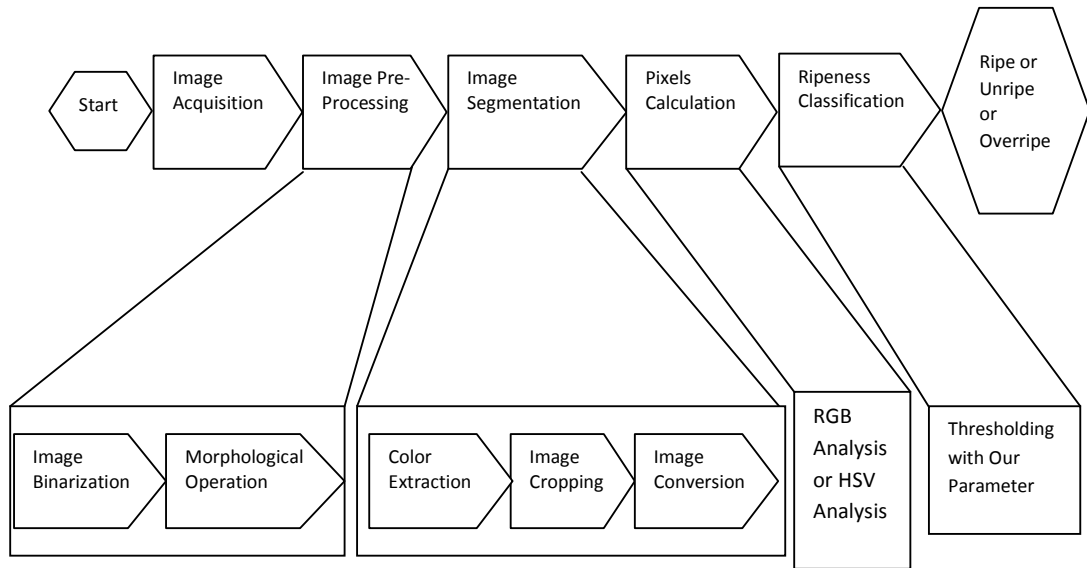 Start
Image
Acquisition
Image Pre-
Processing
Image
Segmentation
Pixels
Calculation
Ripeness
Classification
Ripe or
Unripe
or
Overripe
Image
Binarization
Morphological
Operation
Color
Extraction
Image
Cropping
Image
Conversion
RGB
Analysis
or HSV
Analysis
Thresholding
with Our
Parameter